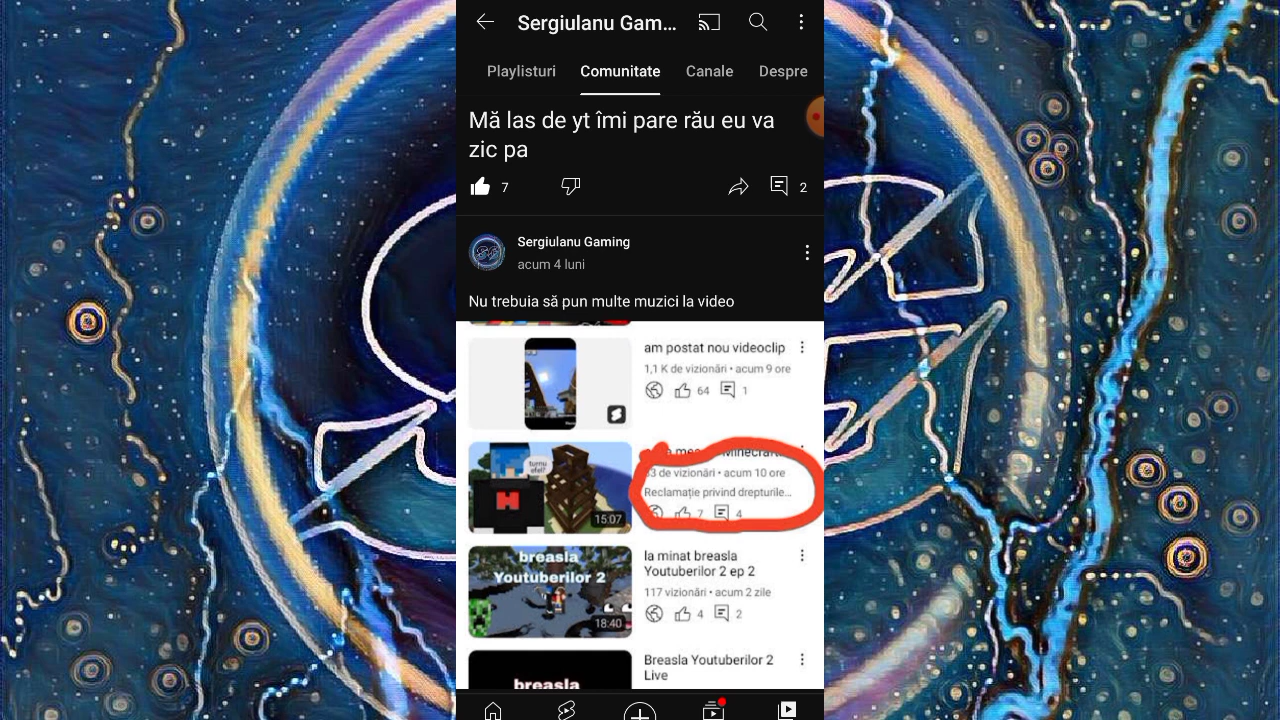 Sergiulanu Gam...
Playlisturi Comunitate Canale Despre
Mă las de yt îmi pare rău eu va
zic pa
7 2
Sergiulanu Gaming
acum 4 luni
Nu trebuia să pun multe muzici la video
am postat nou videoclip
1,1 K de vizionări • acum 9 ore
64 1
turnu
efel?
H
15:07
de vizionări • acum 10 ore
Reclamație privind drepturile...
7 4
breasla
Youtuberilor 2
18:40
la minat breasla
Youtuberilor 2 ep 2
117 vizionări • acum 2 zile
4 2
breasla
Breasla Youtuberilor 2
Live